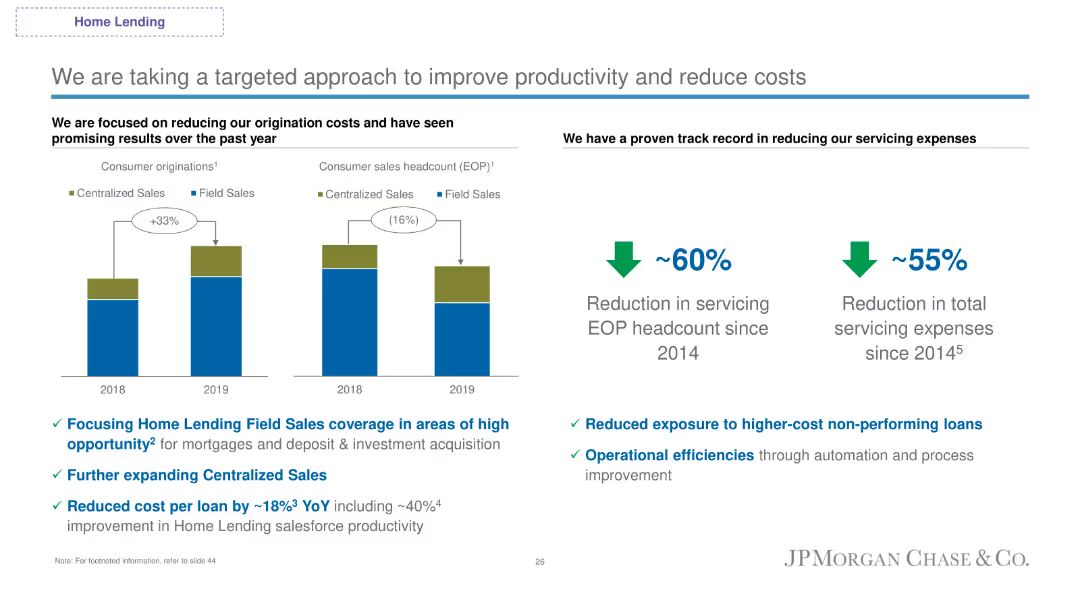 Home Lending
We are taking a targeted approach to improve productivity and reduce costs
We are focused on reducing our origination costs and have seen
promising results over the past year
Consumer originations¹
Centralized Sales
Field Sales
+33%
2018
2019
Consumer sales headcount (EOP)¹
Centralized Sales
Field Sales
(16%)
2018
2019
✓ Focusing Home Lending Field Sales coverage in areas of high
opportunity² for mortgages and deposit & investment acquisition
✓ Further expanding Centralized Sales
✓ Reduced cost per loan by ~18%³ YoY including ~40%⁴
improvement in Home Lending salesforce productivity
We have a proven track record in reducing our servicing expenses
~60%
Reduction in servicing
EOP headcount since
2014
~55%
Reduction in total
servicing expenses
since 2014⁵
✓ Reduced exposure to higher-cost non-performing loans
✓ Operational efficiencies through automation and process
improvement
Note: For footnoted information, refer to slide 44
26
JPMORGAN CHASE & CO.